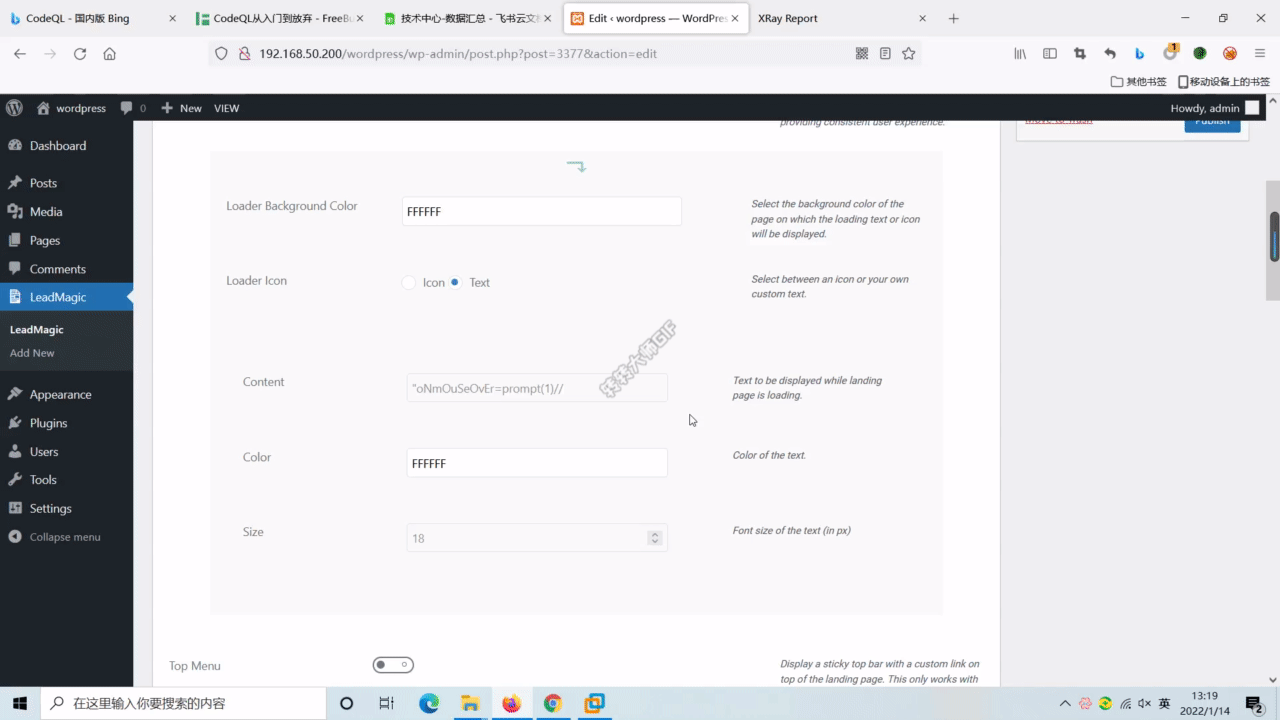 CodeQL - 国内版 Bing
CodeQL从入门到放弃 - FreeBu
技术中心-数据汇总 - 飞书云文
Edit ‹ wordpress — WordPres
XRay Report
192.168.50.200/wordpress/wp-admin/post.php?post=3377&action=edit
1
其他书签
移动设备上的书签
wordpress
0
New
VIEW
Howdy, admin
providing consistent user experience.
Move to Trash
Publish
Dashboard
Posts
Media
Pages
Comments
LeadMagic
LeadMagic
Add New
Appearance
Plugins
Users
Tools
Settings
Collapse menu
Loader Background Color
FFFFFF
Select the background color of the
page on which the loading text or icon
will be displayed.
Loader Icon
Icon
Text
Select between an icon or your own
custom text.
转转大师GIF
Content
"oNmOuSeOvEr=prompt(1)//
Text to be displayed while landing
page is loading.
Color
FFFFFF
Color of the text.
Size
18
Font size of the text (in px)
Top Menu
Display a sticky top bar with a custom link on
top of the landing page. This only works with
在这里输入你要搜索的内容
英
13:19
2022/1/14
2